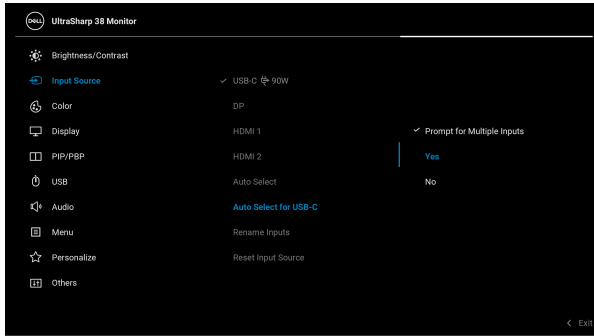 DELL UltraSharp 38 Monitor
Brightness/Contrast
Input Source
USB-C 90W
Color
DP
Display
HDMI 1
Prompt for Multiple Inputs
PIP/PBP
HDMI 2
Yes
USB
Auto Select
No
Audio
Auto Select for USB-C
Menu
Rename Inputs
Personalize
Reset Input Source
Others
Exit